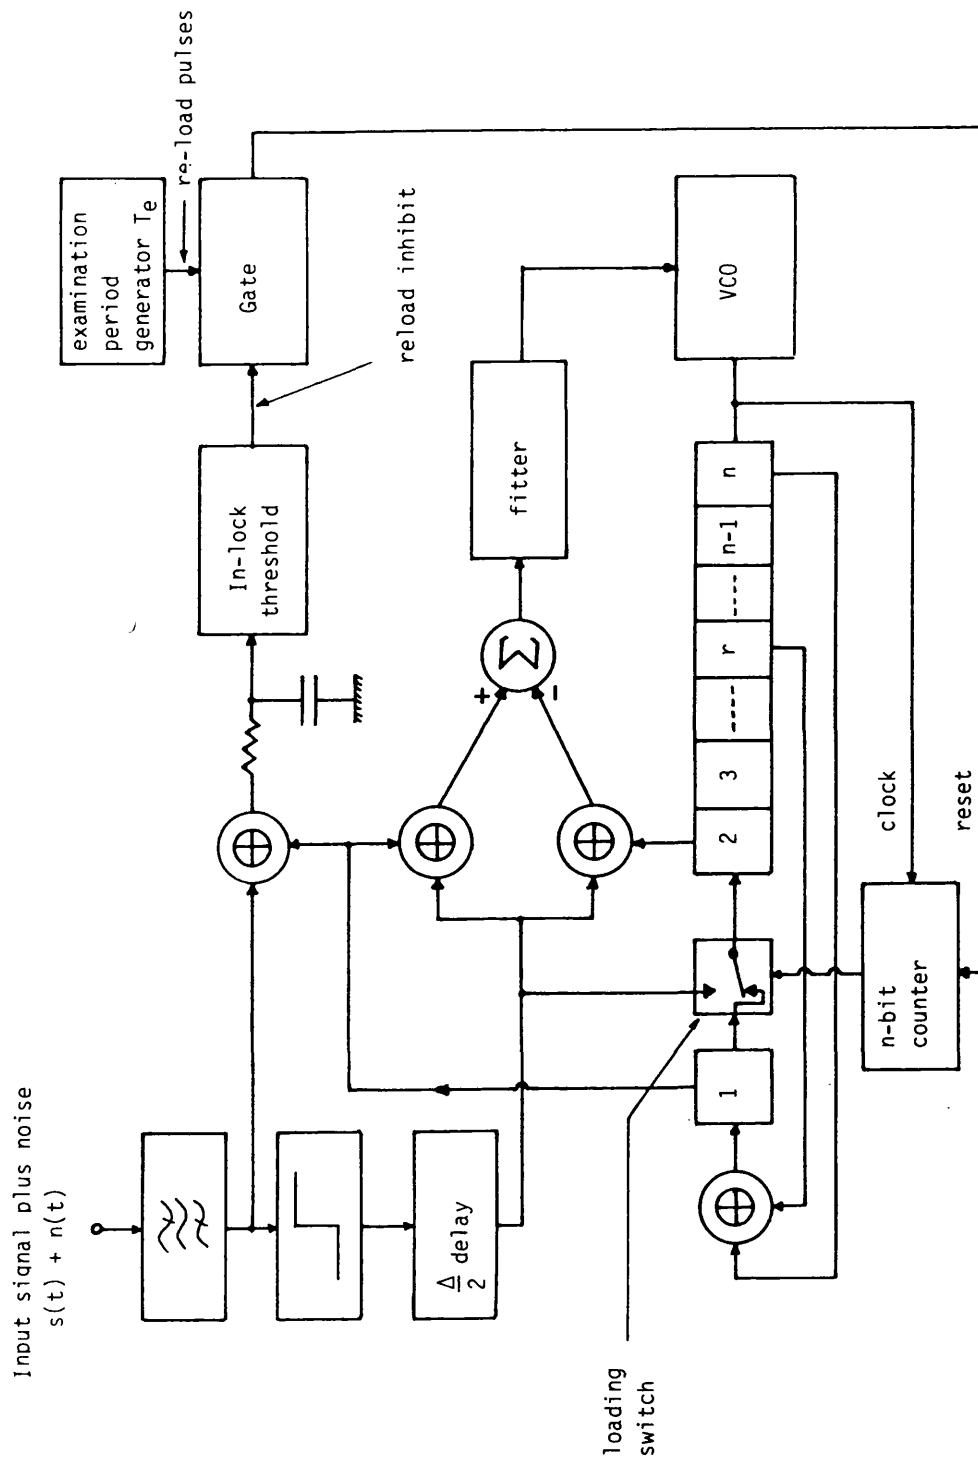 Input signal plus noise
s(t) + n(t)
Δ/2 delay
loading
switch
examination
period
generator Te
re-load pulses
Gate
reload inhibit
In-lock
threshold
+
-
Σ
fitter
VCO
1
2
3
----
r
----
n-1
n
n-bit
counter
clock
reset